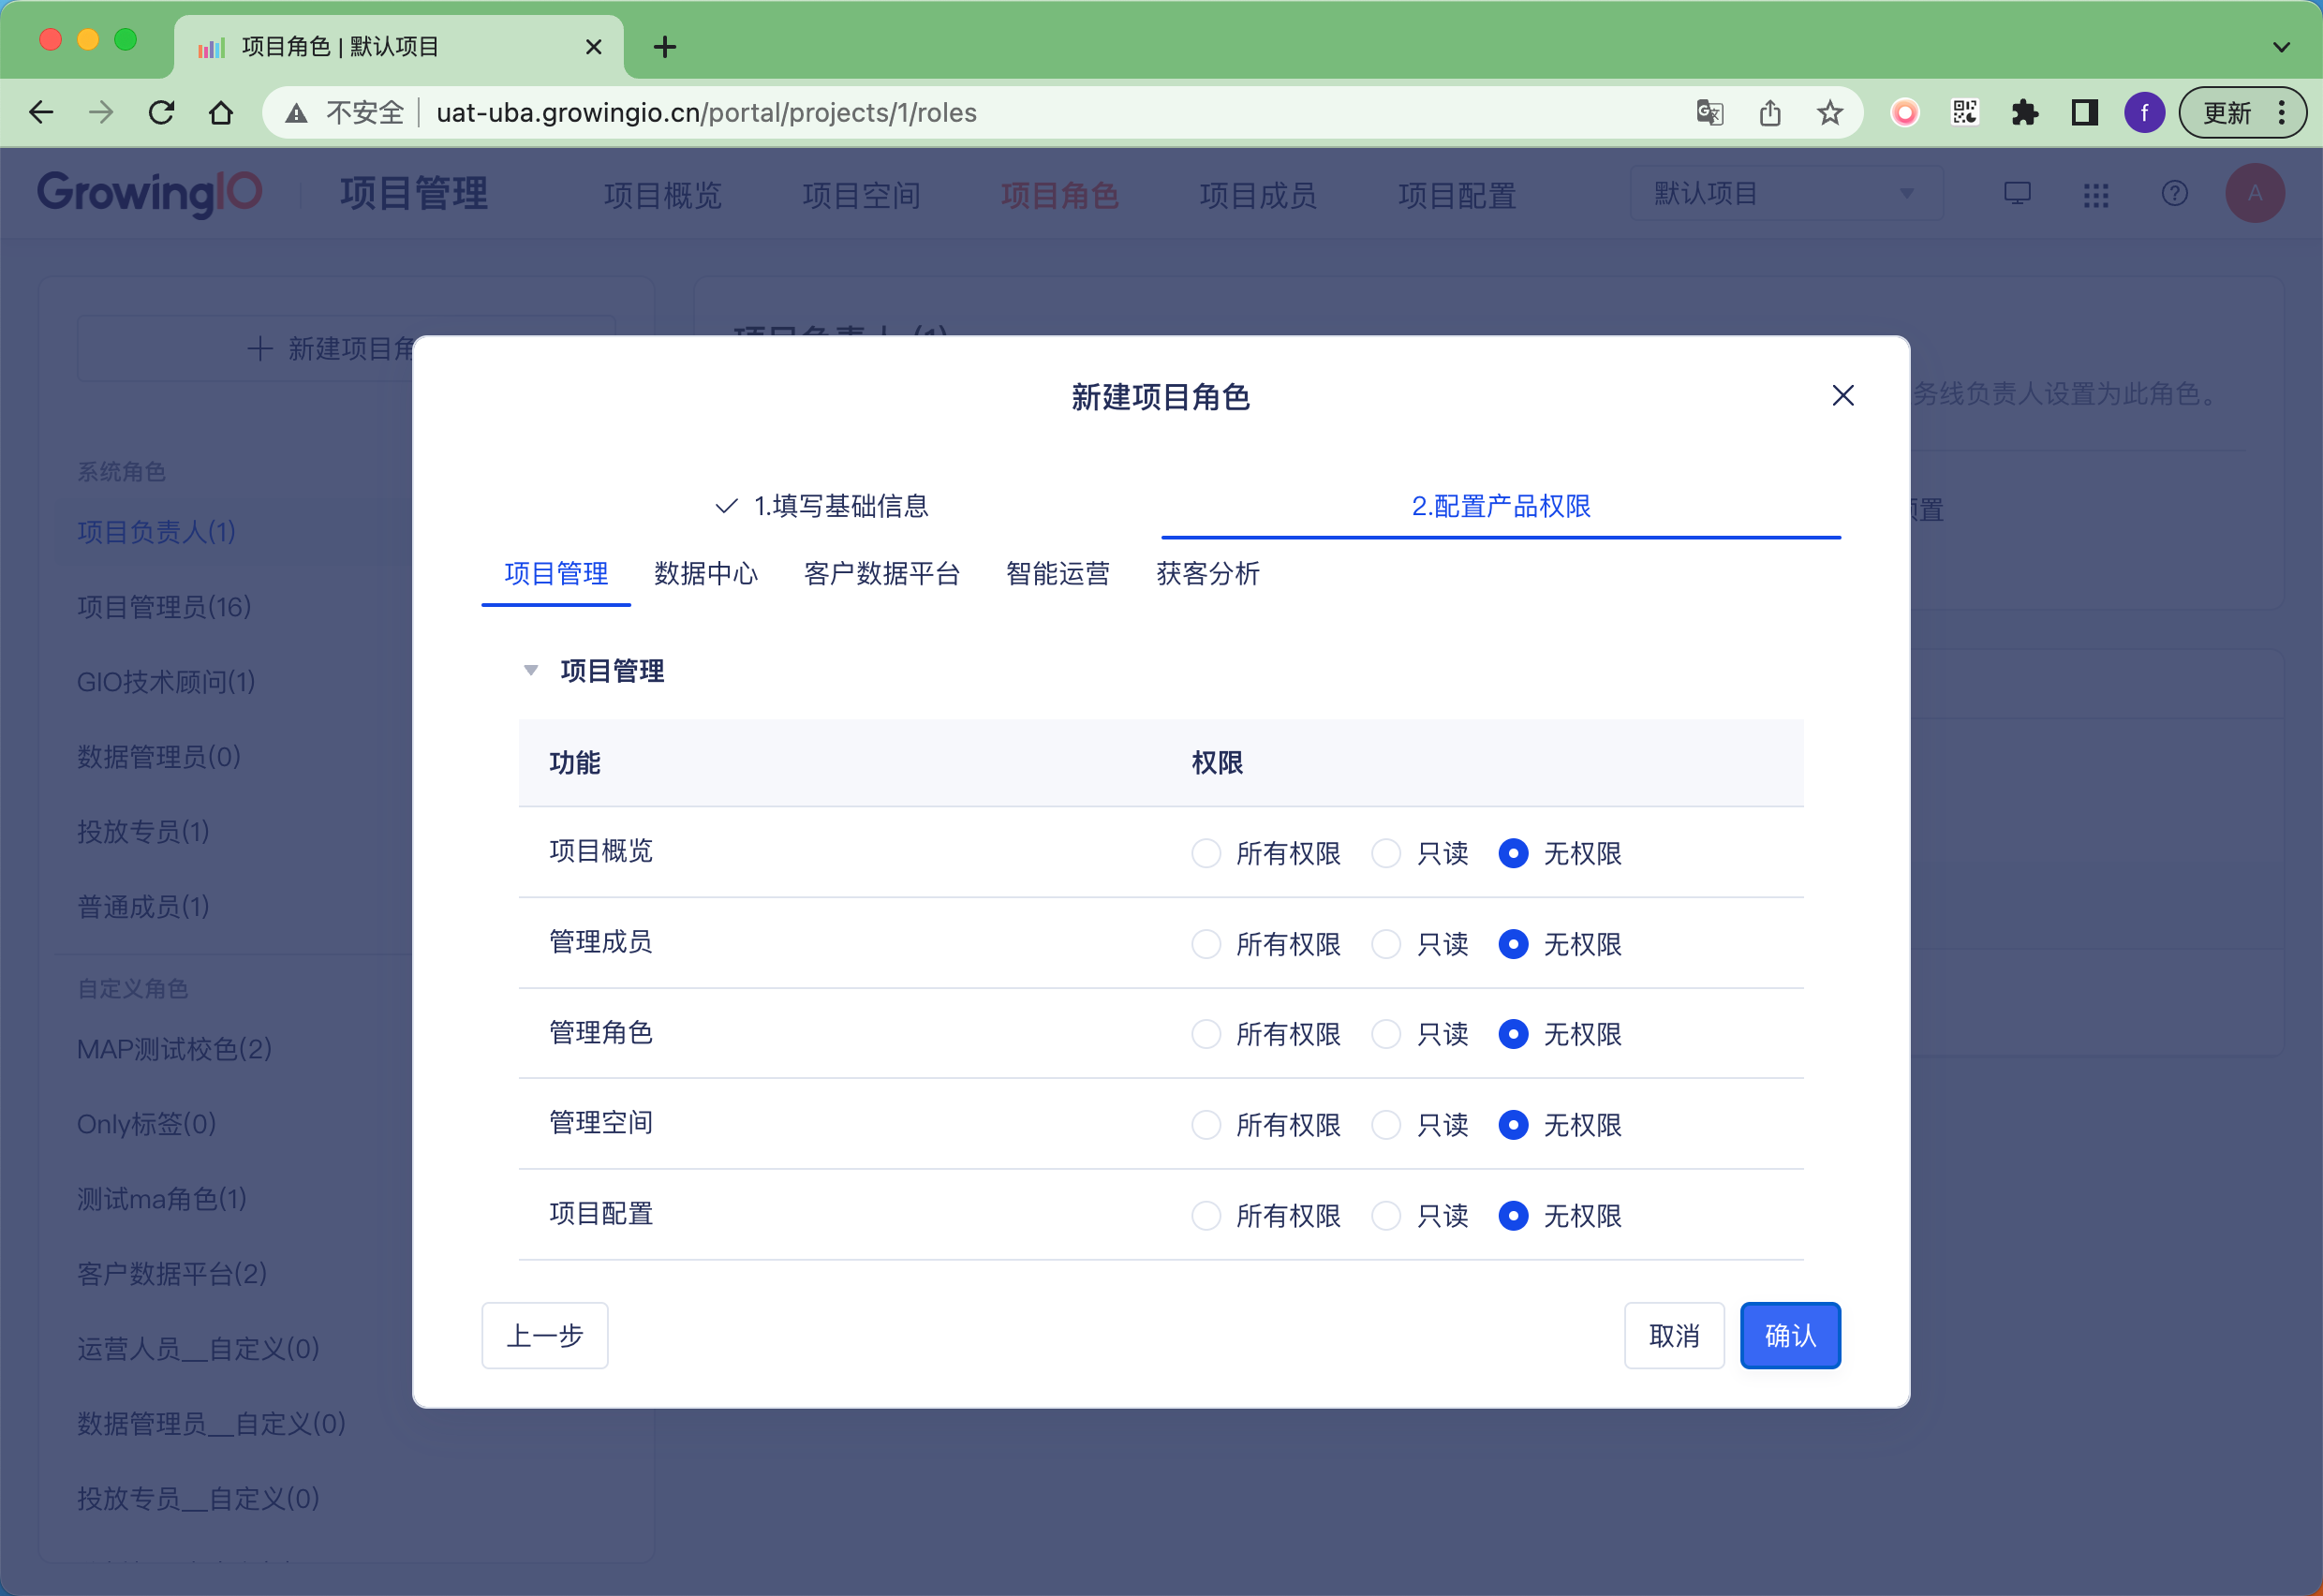 项目角色 | 默认项目
不安全
uat-uba.growingio.cn/portal/projects/1/roles
f
更新
GrowingIO
项目管理
项目概览
项目空间
项目角色
项目成员
项目配置
默认项目
A
新建项目角
系统角色
项目负责人(1)
项目管理员(16)
GIO技术顾问(1)
数据管理员(0)
投放专员(1)
普通成员(1)
自定义角色
MAP测试校色(2)
Only标签(0)
测试ma角色(1)
客户数据平台(2)
运营人员__自定义(0)
数据管理员__自定义(0)
投放专员__自定义(0)
项目负责人 (1)
务线负责人设置为此角色。
置
新建项目角色
1.填写基础信息
2.配置产品权限
项目管理
数据中心
客户数据平台
智能运营
获客分析
项目管理
功能 权限
项目概览 所有权限 只读 无权限
管理成员 所有权限 只读 无权限
管理角色 所有权限 只读 无权限
管理空间 所有权限 只读 无权限
项目配置 所有权限 只读 无权限
上一步
取消
确认